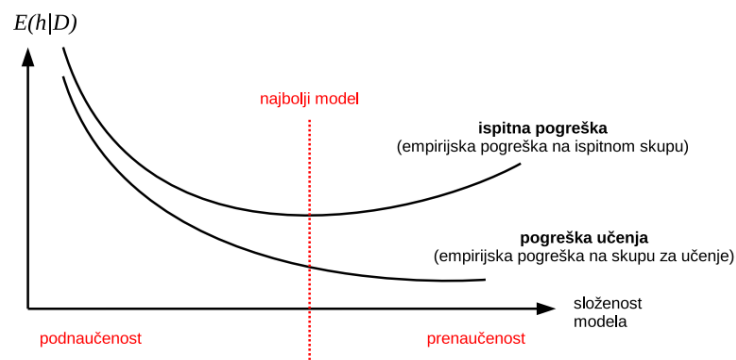 E(h|D)
najbolji model
ispitna pogreška
(empirijska pogreška na ispitnom skupu)
pogreška učenja
(empirijska pogreška na skupu za učenje)
složenost
modela
podnaučenost
prenaučenost